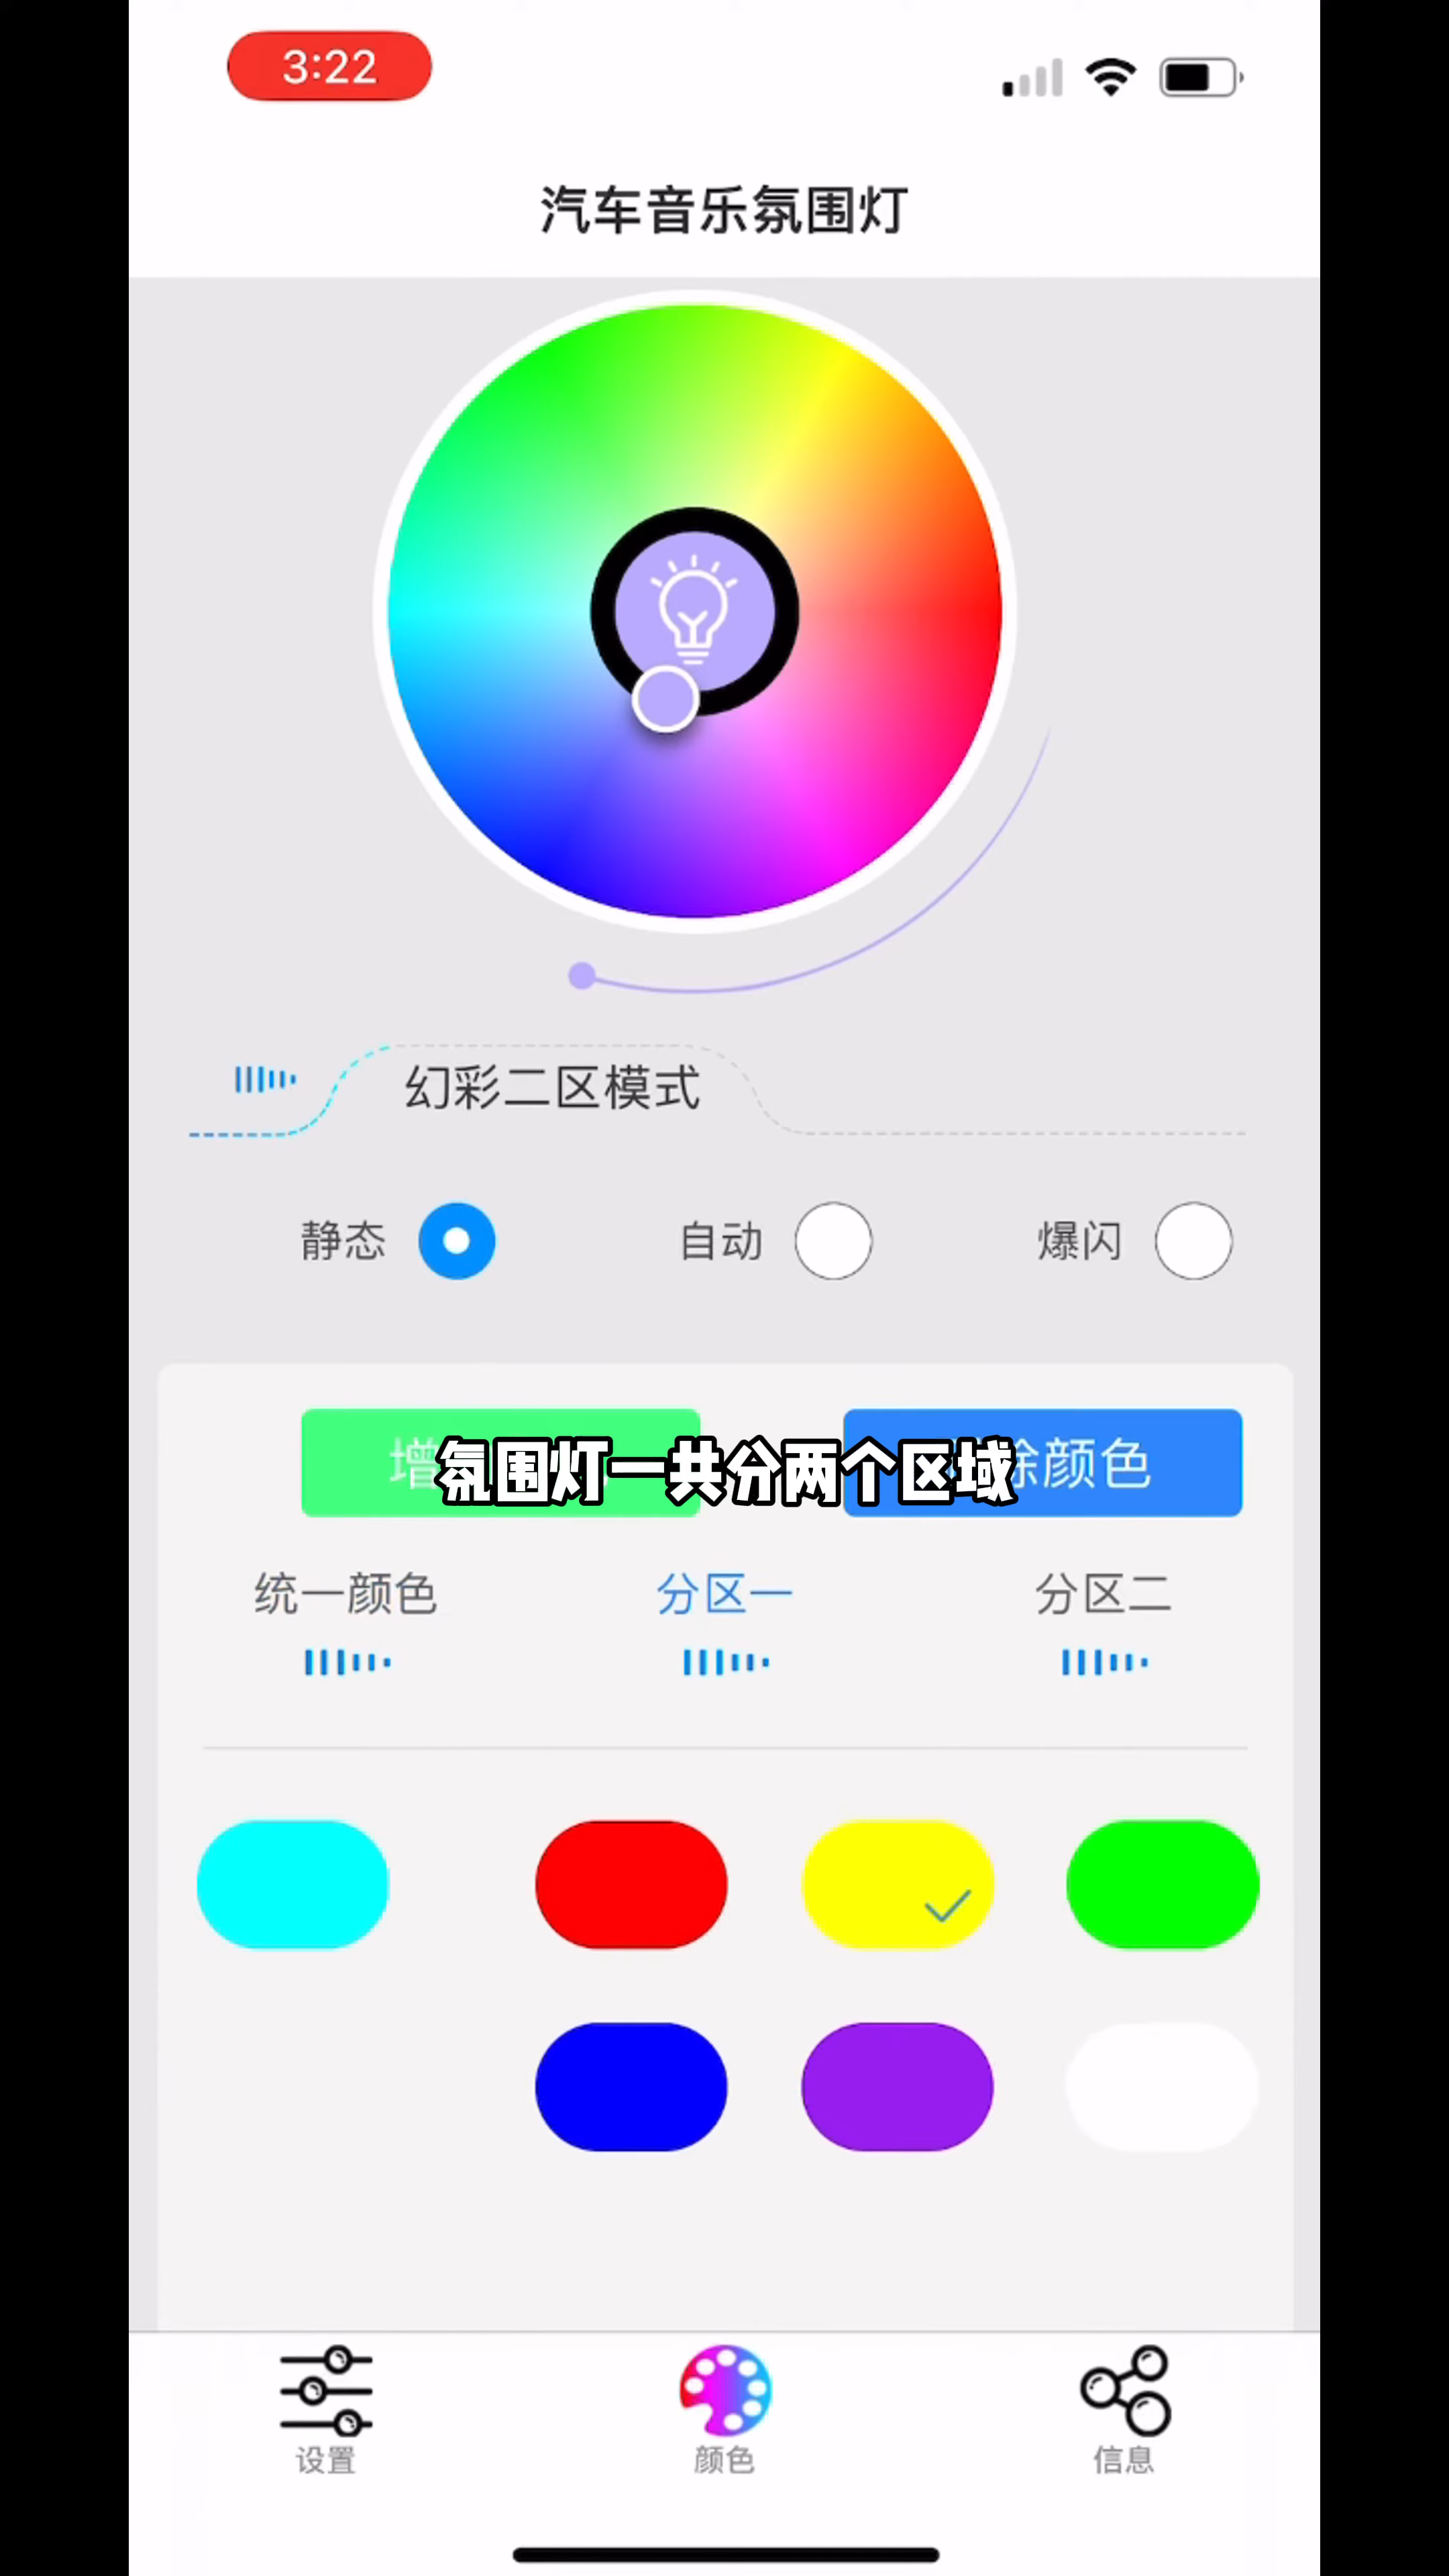 3:22
汽车音乐氛围灯
幻彩二区模式
静态 自动 爆闪
增
除颜色
氛围灯一共分两个区域
统一颜色 分区一 分区二
设置 颜色 信息